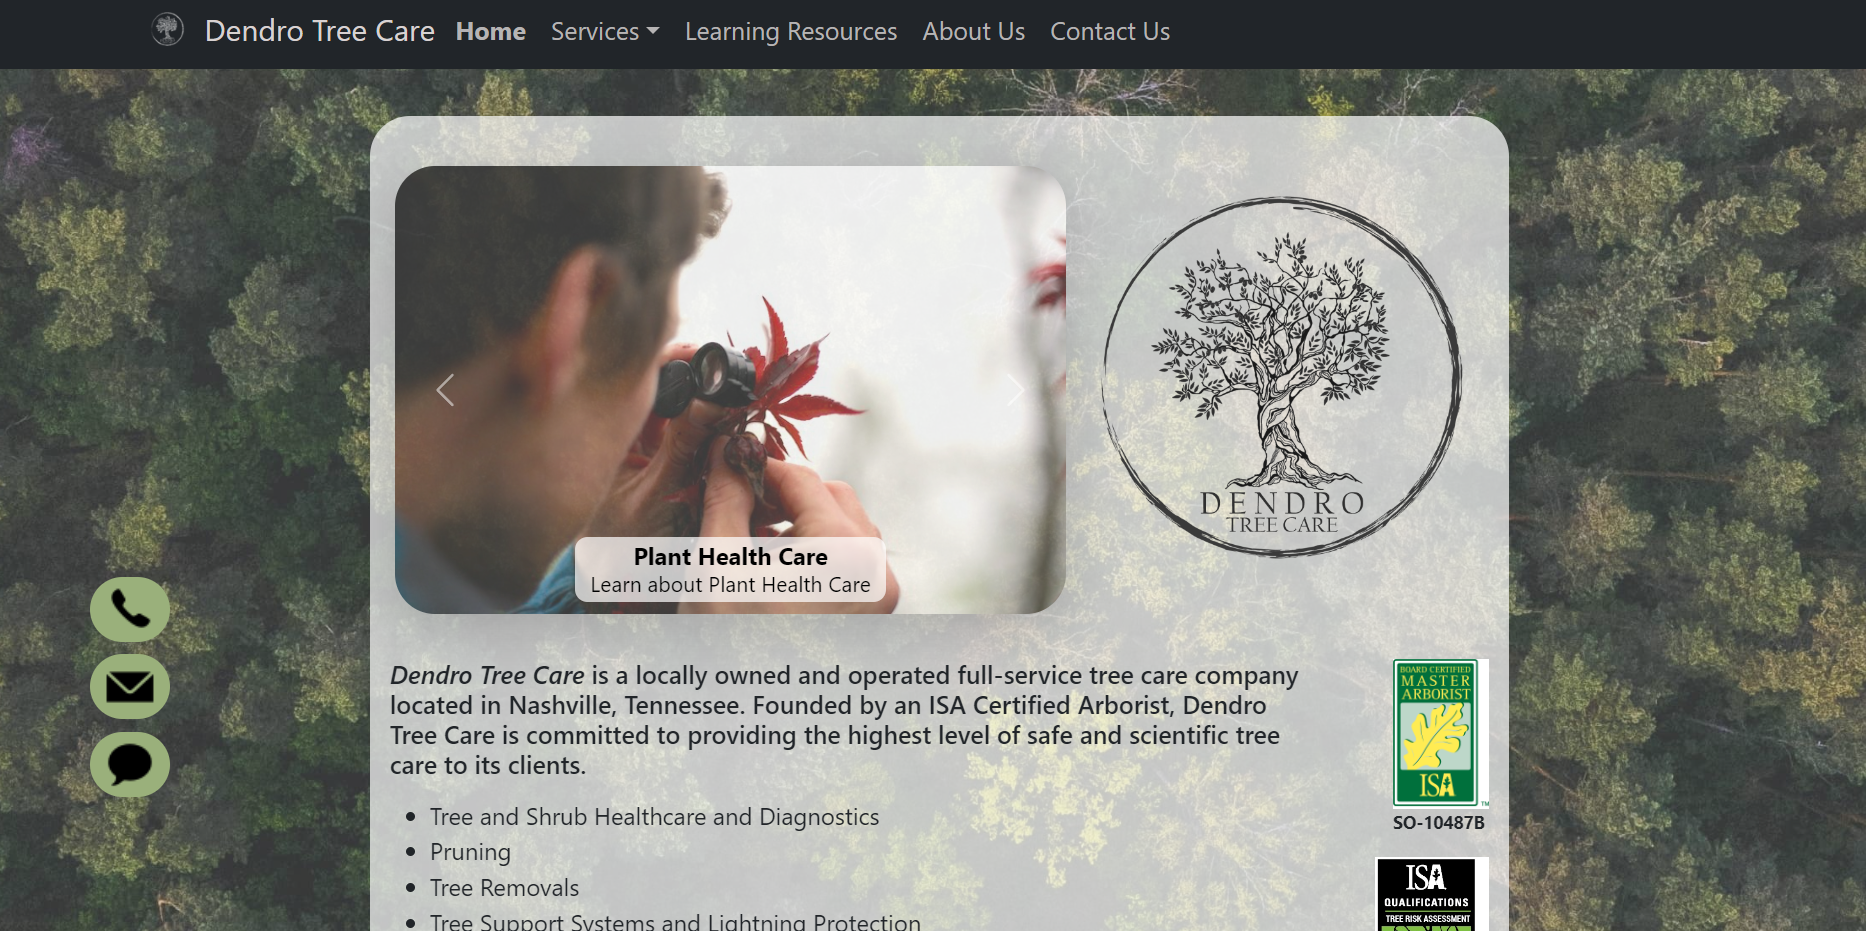 Dendro Tree Care Home Services Learning Resources About Us Contact Us
DENDRO
TREE CARE
Plant Health Care
Learn about Plant Health Care
Dendro Tree Care is a locally owned and operated full-service tree care company
located in Nashville, Tennessee. Founded by an ISA Certified Arborist, Dendro
Tree Care is committed to providing the highest level of safe and scientific tree
care to its clients.
BOARD CERTIFIED
MASTER
ARBORIST
ISA
TM
SO-10487B
Tree and Shrub Healthcare and Diagnostics
Pruning
Tree Removals
Tree Support Systems and Lightning Protection
ISA
QUALIFICATIONS
TREE RISK ASSESSMENT